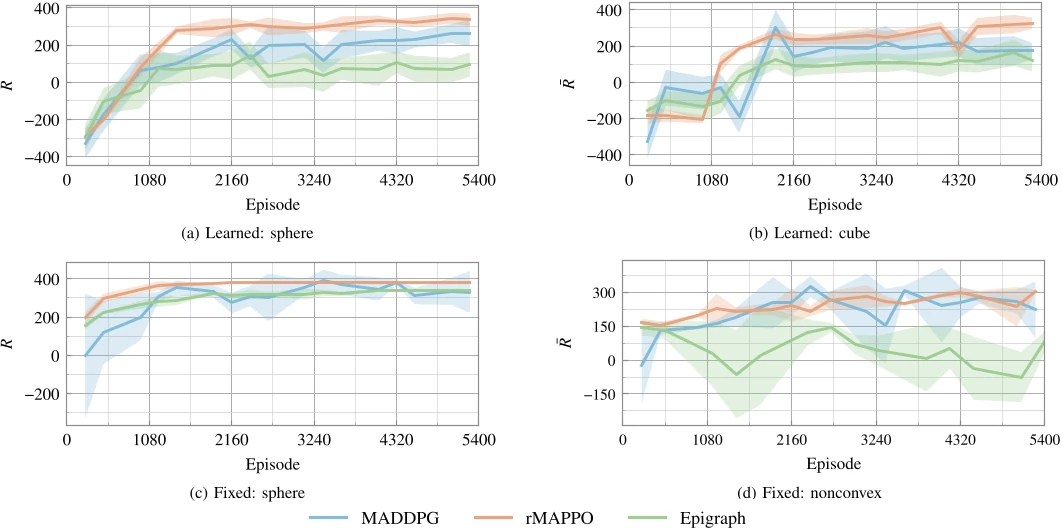 400
200
0
−200
−400
R
0 1080 2160 3240 4320 5400
Episode
(a) Learned: sphere
400
200
0
−200
−400
R̄
0 1080 2160 3240 4320 5400
Episode
(b) Learned: cube
400
200
0
−200
R
0 1080 2160 3240 4320 5400
Episode
(c) Fixed: sphere
300
150
0
−150
R̄
0 1080 2160 3240 4320 5400
Episode
(d) Fixed: nonconvex
MADDPG rMAPPO Epigraph